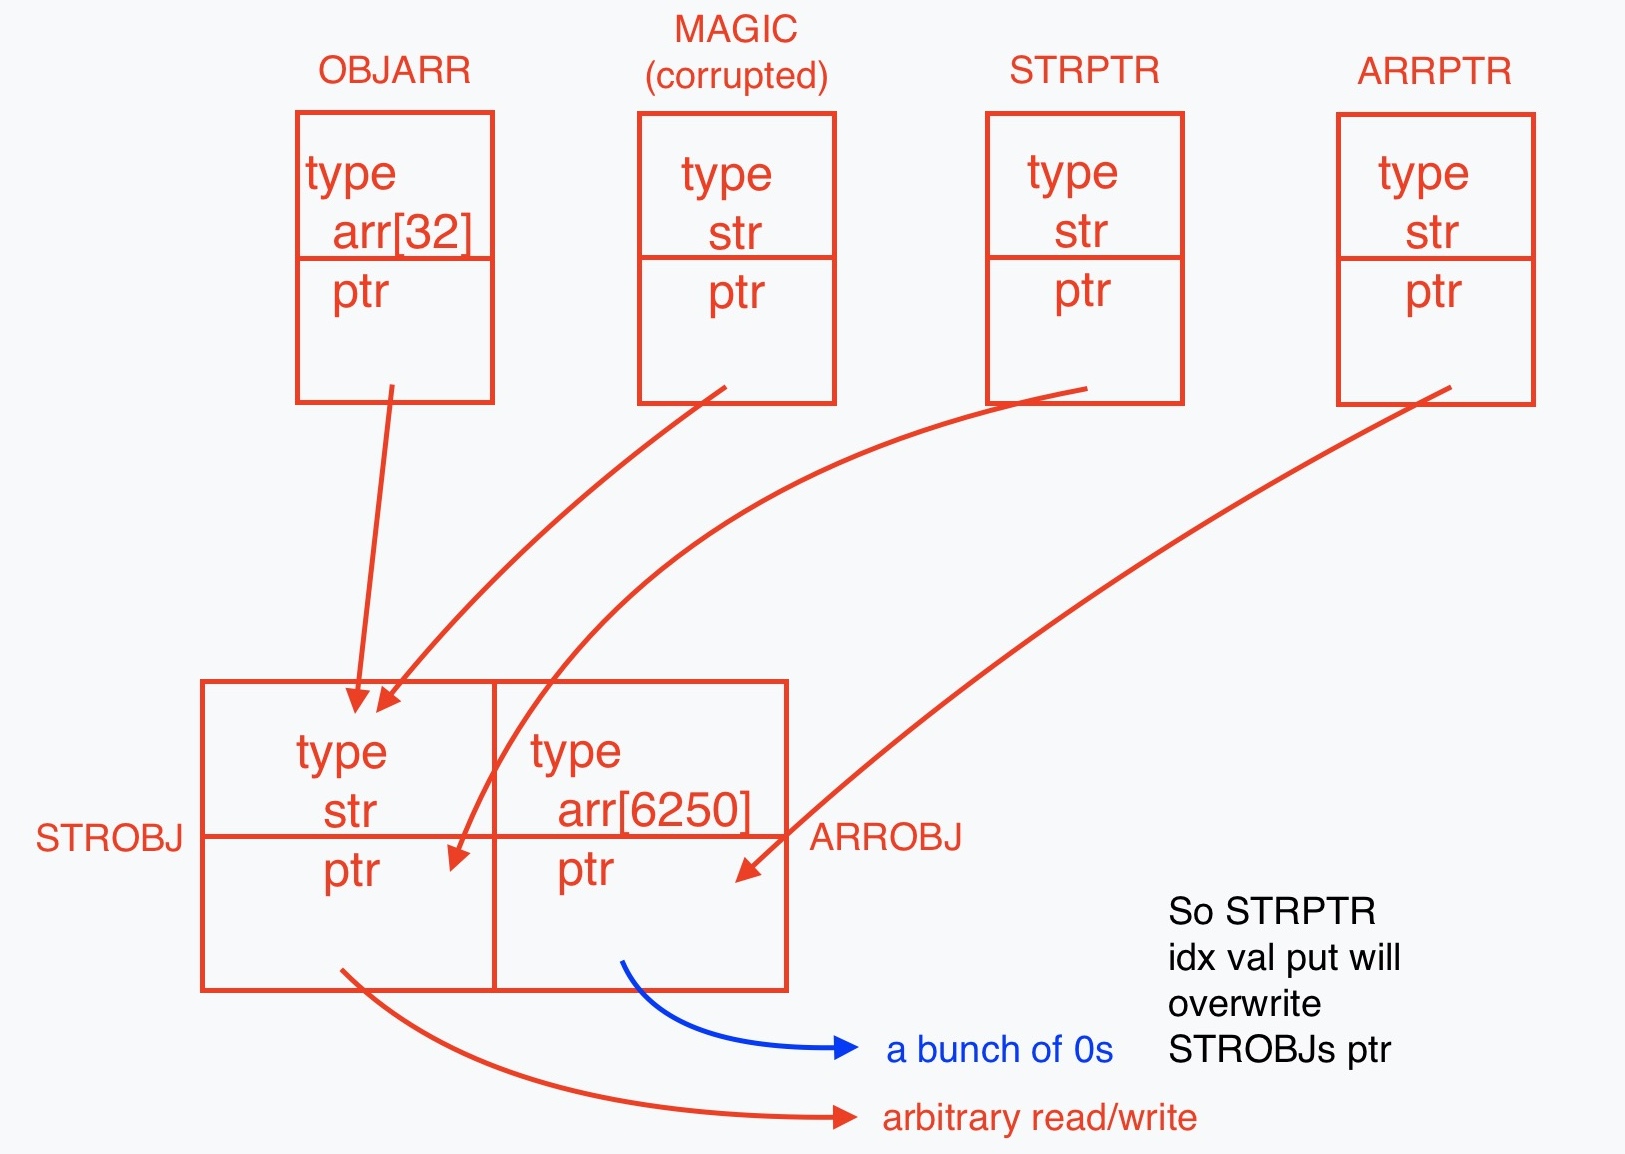 OBJARR
MAGIC
(corrupted)
STRPTR
ARRPTR
type
arr[32]
ptr
type
str
ptr
type
str
ptr
type
str
ptr
STROBJ
type
str
ptr
type
arr[6250]
ptr
ARROBJ
So STRPTR
idx val put will
overwrite
STROBJs ptr
a bunch of 0s
arbitrary read/write